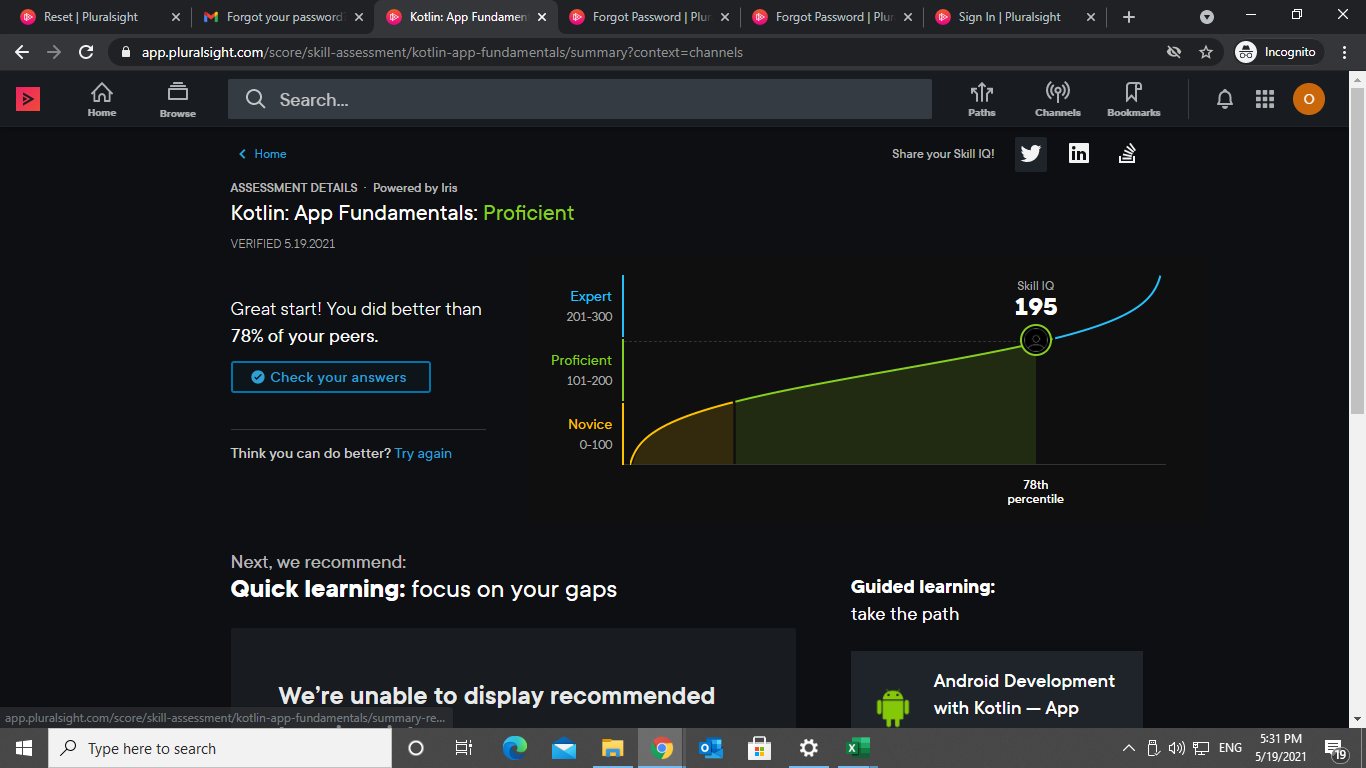 Reset | Pluralsight
Forgot your password?
Kotlin: App Fundamen
Forgot Password | Plur
Forgot Password | Plur
Sign In | Pluralsight
app.pluralsight.com/score/skill-assessment/kotlin-app-fundamentals/summary?context=channels
Incognito
Home
Browse
Search...
Paths
Channels
Bookmarks
O
Home
Share your Skill IQ!
ASSESSMENT DETAILS · Powered by Iris
Kotlin: App Fundamentals: Proficient
VERIFIED 5.19.2021
Great start! You did better than
78% of your peers.
Check your answers
Think you can do better? Try again
Expert
201-300
Proficient
101-200
Novice
0-100
Skill IQ
195
78th
percentile
Next, we recommend:
Quick learning: focus on your gaps
We're unable to display recommended
Guided learning:
take the path
Android Development
with Kotlin — App
app.pluralsight.com/score/skill-assessment/kotlin-app-fundamentals/summary-re...
Type here to search
ENG
5:31 PM
5/19/2021
19